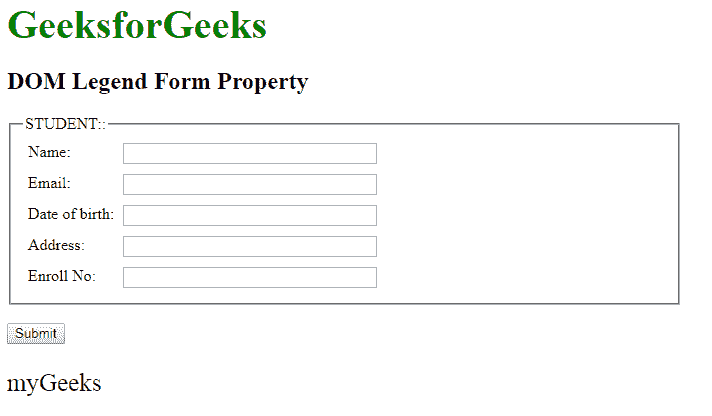 GeeksforGeeks
DOM Legend Form Property
STUDENT::
Name:
Email:
Date of birth:
Address:
Enroll No:
Submit
myGeeks